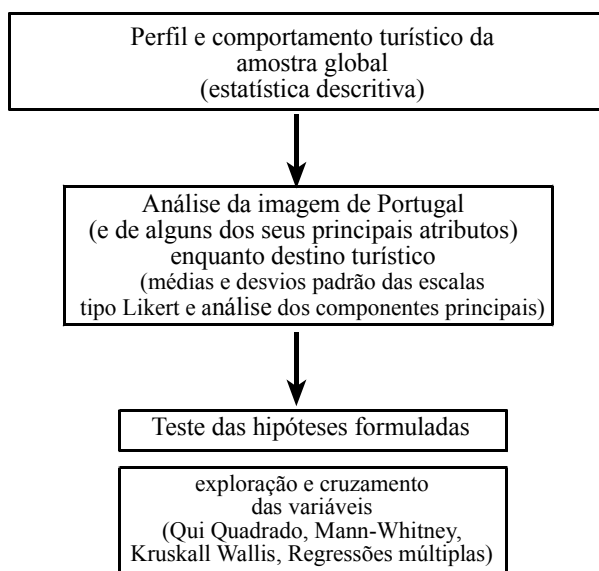 Perfil e comportamento turístico da
amostra global
(estatística descritiva)
Análise da imagem de Portugal
(e de alguns dos seus principais atributos)
enquanto destino turístico
(médias e desvios padrão das escalas
tipo Likert e análise dos componentes principais)
Teste das hipóteses formuladas
exploração e cruzamento
das variáveis
(Qui Quadrado, Mann-Whitney,
Kruskall Wallis, Regressões múltiplas)